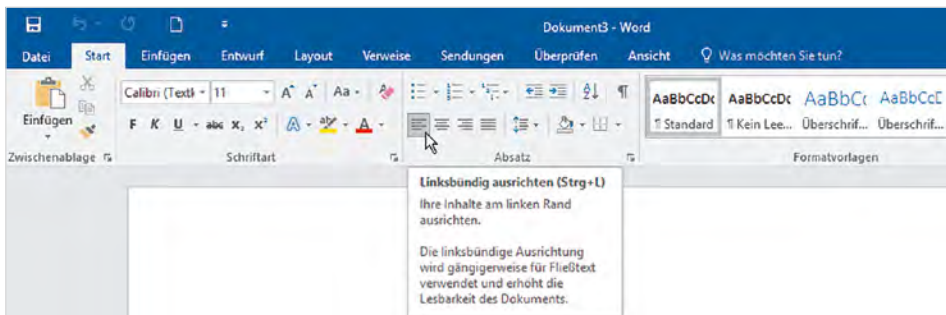 Dokument3 - Word
Datei Start Einfügen Entwurf Layout Verweise Sendungen Überprüfen Ansicht Was möchten Sie tun?
Einfügen
Calibri (Textk 11 A A Aa
F K U abc x₂ x² A aby A
AaBbCcDc AaBbCcDc AaBbCc AaBbCcE
¶ Standard ¶ Kein Lee... Überschrif... Überschrif...
Zwischenablage Schriftart Absatz Formatvorlagen
Linksbündig ausrichten (Strg+L)
Ihre Inhalte am linken Rand
ausrichten.
Die linksbündige Ausrichtung
wird gängigerweise für Fließtext
verwendet und erhöht die
Lesbarkeit des Dokuments.